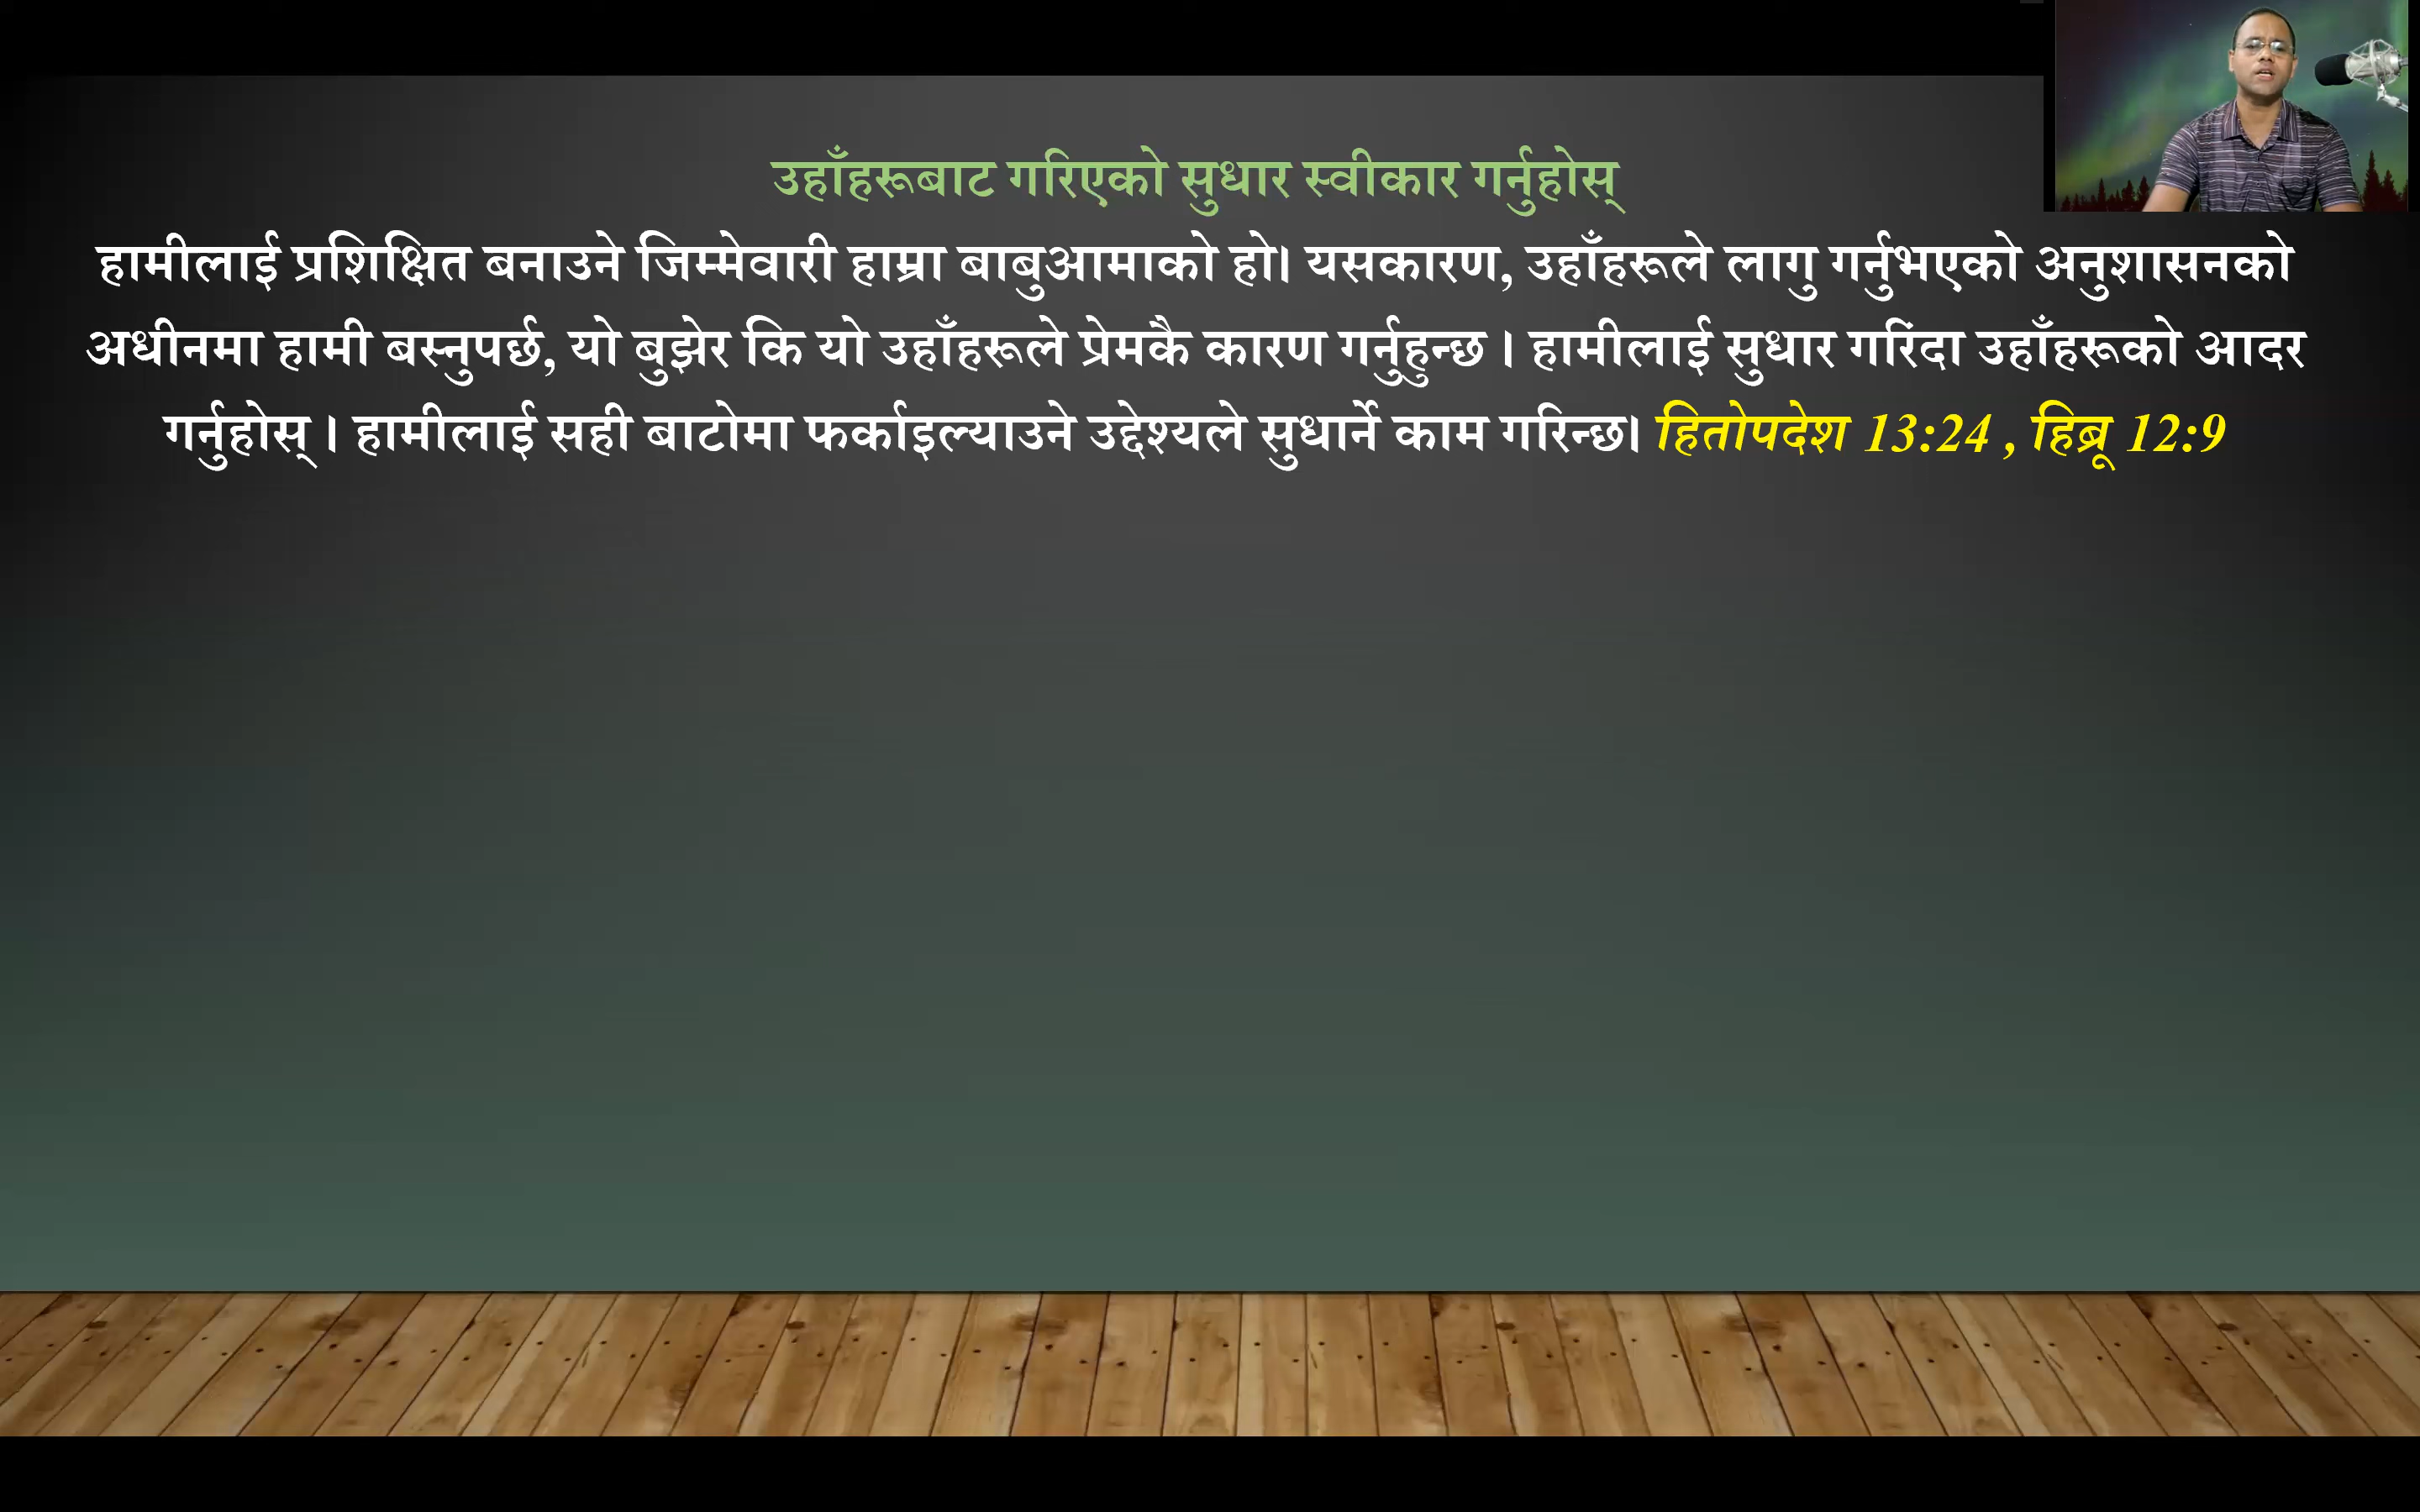 उहाँहरूबाट गरिएको सुधार स्वीकार गर्नुहोस्
हामीलाई प्रशिक्षित बनाउने जिम्मेवारी हाम्रा बाबुआमाको हो। यसकारण, उहाँहरूले लागु गर्नुभएको अनुशासनको
अधीनमा हामी बस्नुपर्छ, यो बुझेर कि यो उहाँहरूले प्रेमकै कारण गर्नुहुन्छ । हामीलाई सुधार गरिंदा उहाँहरूको आदर
गर्नुहोस् । हामीलाई सही बाटोमा फर्काइल्याउने उद्देश्यले सुधार्ने काम गरिन्छ। हितोपदेश 13:24 , हिब्रू 12:9